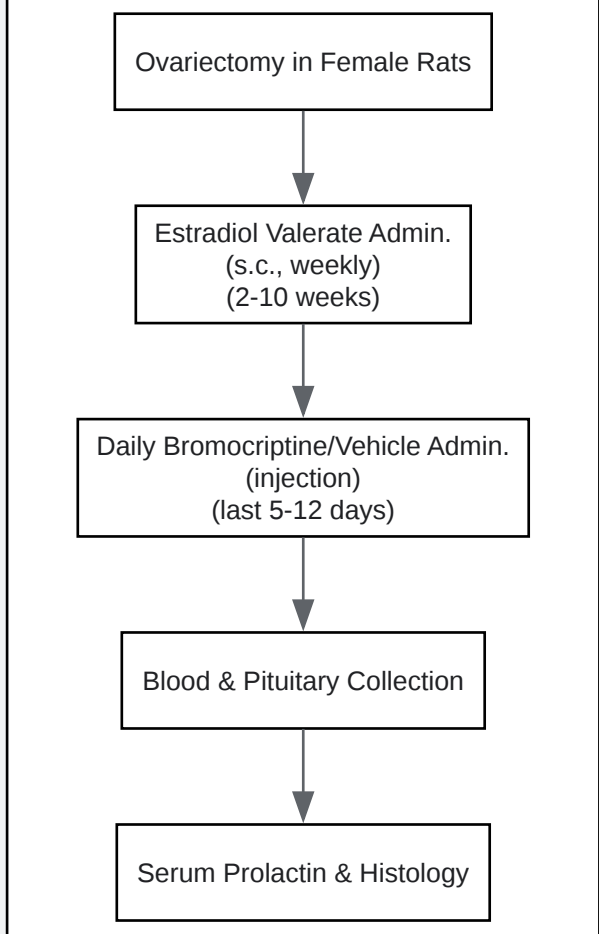 Ovariectomy in Female Rats
Estradiol Valerate Admin.
(s.c., weekly)
(2-10 weeks)
Daily Bromocriptine/Vehicle Admin.
(injection)
(last 5-12 days)
Blood & Pituitary Collection
Serum Prolactin & Histology